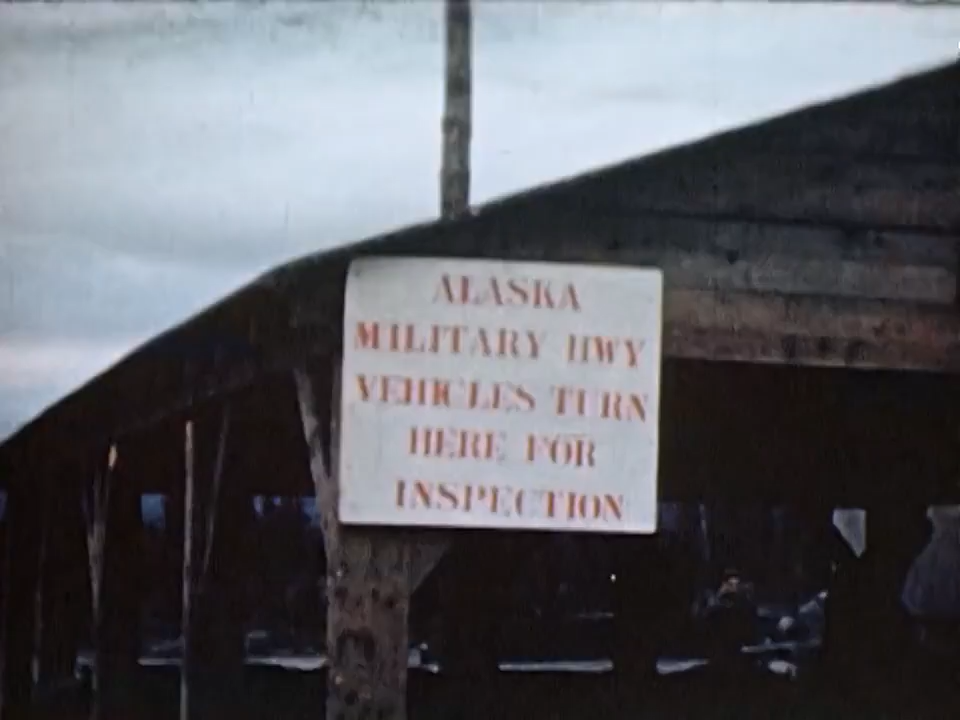 ALASKA
MILITARY HWY
VEHICLES TURN
HERE FOR
INSPECTION